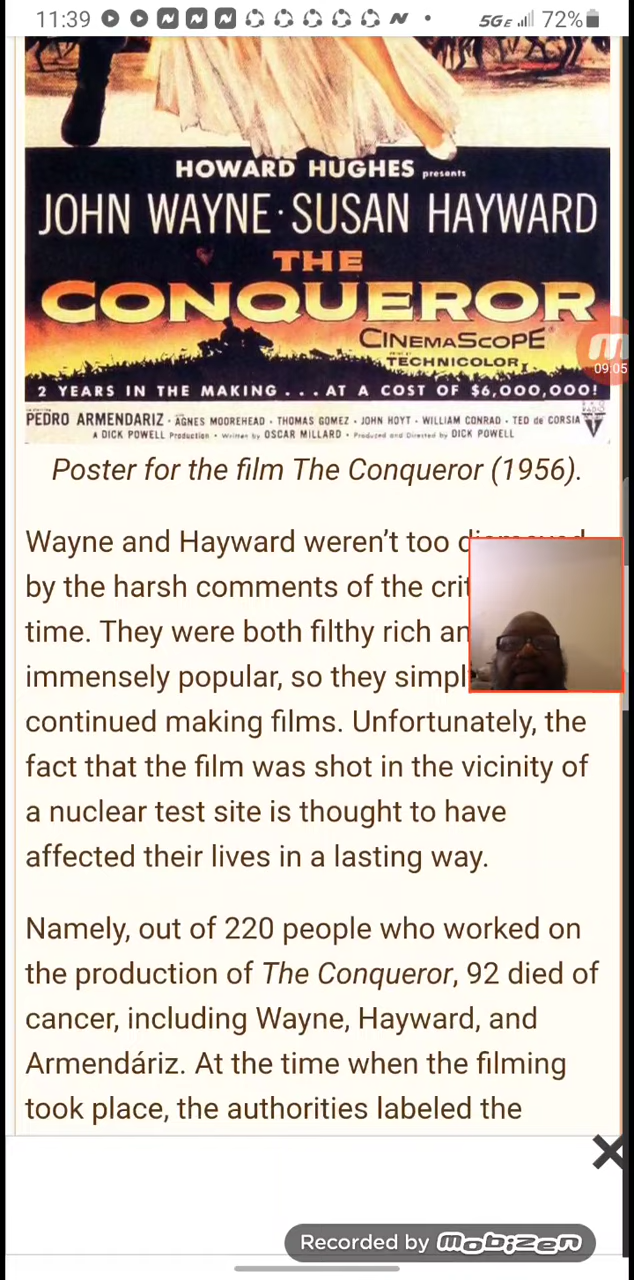 11:39
5GE 72%
HOWARD HUGHES presents
JOHN WAYNE · SUSAN HAYWARD
THE
CONQUEROR
CINEMASCOPE
TECHNICOLOR
2 YEARS IN THE MAKING . . . AT A COST OF $6,000,000!
09:05
PEDRO ARMENDARIZ · AGNES MOOREHEAD · THOMAS GOMEZ · JOHN HOYT · WILLIAM CONRAD · TED de CORSIA
A DICK POWELL Production · Written by OSCAR MILLARD · Produced and Directed by DICK POWELL
Poster for the film The Conqueror (1956).
Wayne and Hayward weren’t too
by the harsh comments of the
time. They were both filthy rich
immensely popular, so they
continued making films. Unfortunately, the
fact that the film was shot in the vicinity of
a nuclear test site is thought to have
affected their lives in a lasting way.
Namely, out of 220 people who worked on
the production of The Conqueror, 92 died of
cancer, including Wayne, Hayward, and
Armendáriz. At the time when the filming
took place, the authorities labeled the
Recorded by mobizen